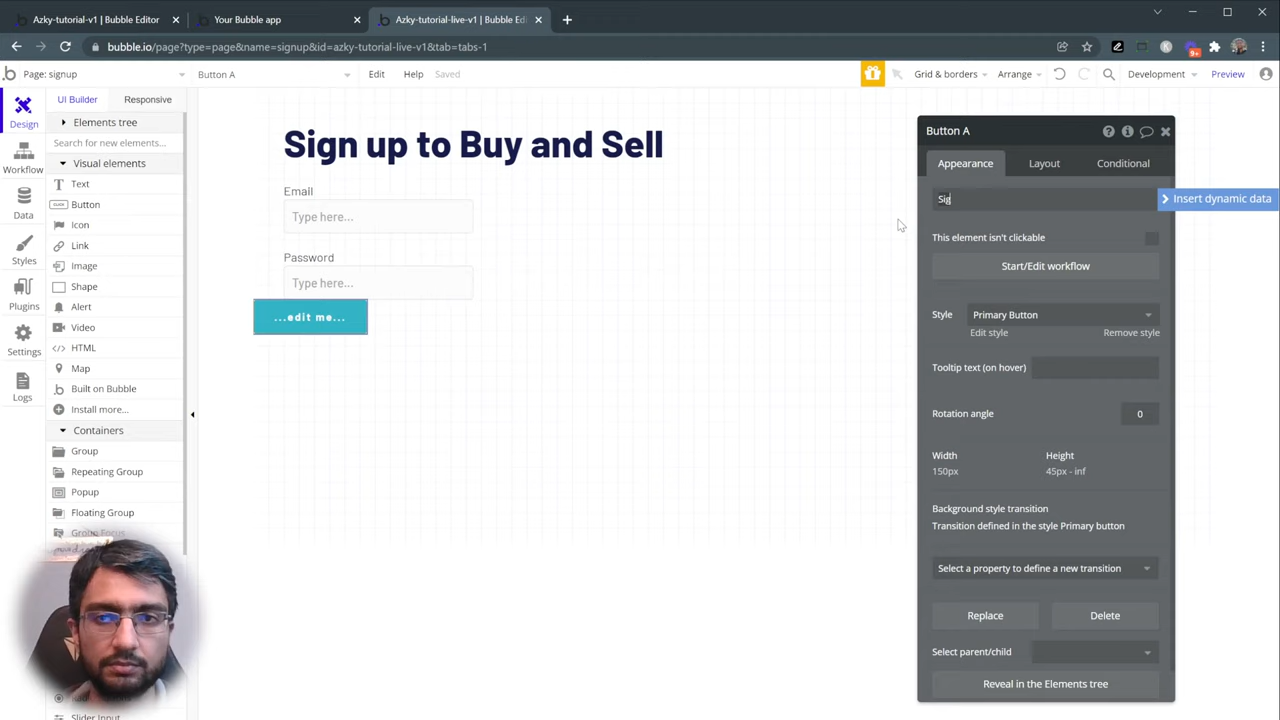 Azky-tutorial-v1 | Bubble Editor
Your Bubble app
Azky-tutorial-live-v1 | Bubble Edi
bubble.io/page?type=page&name=signup&id=azky-tutorial-live-v1&tab=tabs-1
9+
Page: signup
Button A
Edit
Help
Saved
Grid & borders
Arrange
Development
Preview
Design
Workflow
Data
Styles
Plugins
Settings
Logs
UI Builder
Responsive
Elements tree
Search for new elements...
Visual elements
Text
CLICK
Button
Icon
Link
Image
Shape
Alert
Video
HTML
Map
Built on Bubble
Install more...
Containers
Group
Repeating Group
Popup
Floating Group
Group Focus
Slider Input
Sign up to Buy and Sell
Email
Type here...
Password
Type here...
...edit me...
Button A
Appearance
Layout
Conditional
Sig
Insert dynamic data
This element isn't clickable
Start/Edit workflow
Style
Primary Button
Edit style
Remove style
Tooltip text (on hover)
Rotation angle
0
Width
Height
150px
45px - inf
Background style transition
Transition defined in the style Primary button
Select a property to define a new transition
Replace
Delete
Select parent/child
Reveal in the Elements tree